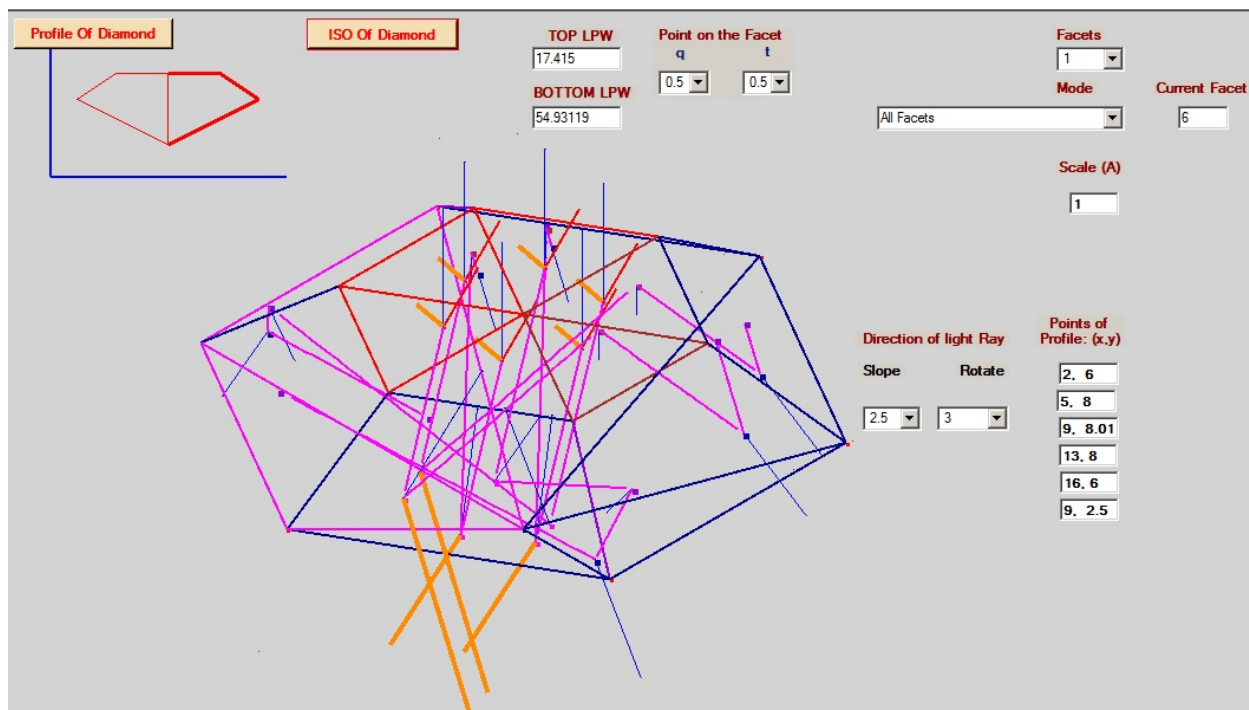 Profile Of Diamond
ISO Of Diamond
TOP LPW
17.415
BOTTOM LPW
54.93119
Point on the Facet
q t
0.5 0.5
Facets
1
Mode
All Facets
Current Facet
6
Scale (A)
1
Direction of light Ray
Slope Rotate
2.5 3
Points of
Profile: (x,y)
2, 6
5, 8
9, 8.01
13, 8
16, 6
9, 2.5